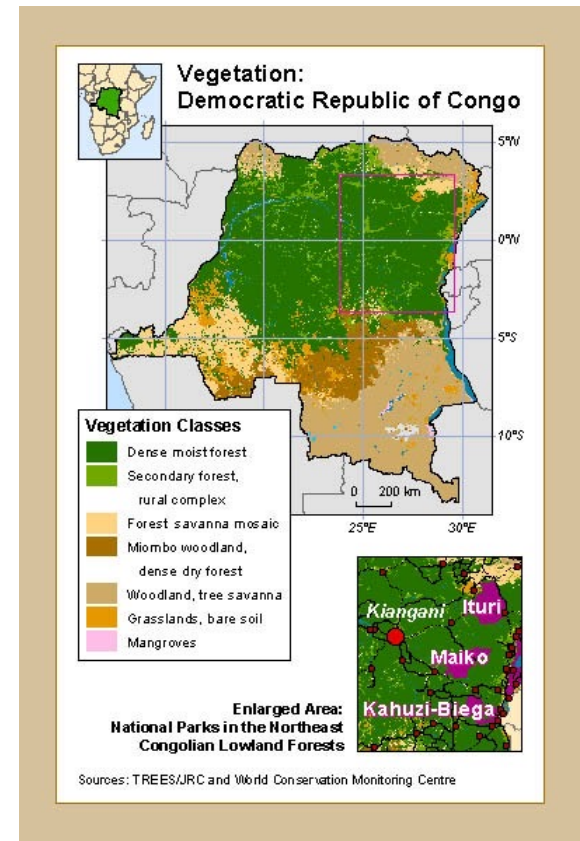 Vegetation:
Democratic Republic of Congo
5°N
0°N
5°S
10°S
Vegetation Classes
Dense moist forest
Secondary forest,
rural complex
Forest savanna mosaic
Miombo woodland,
dense dry forest
Woodland, tree savanna
Grasslands, bare soil
Mangroves
0 200 km
25°E 30°E
Kiangani
Ituri
Maiko
Kahuzi-Biega
Enlarged Area:
National Parks in the Northeast
Congolian Lowland Forests
Sources: TREES/JRC and World Conservation Monitoring Centre